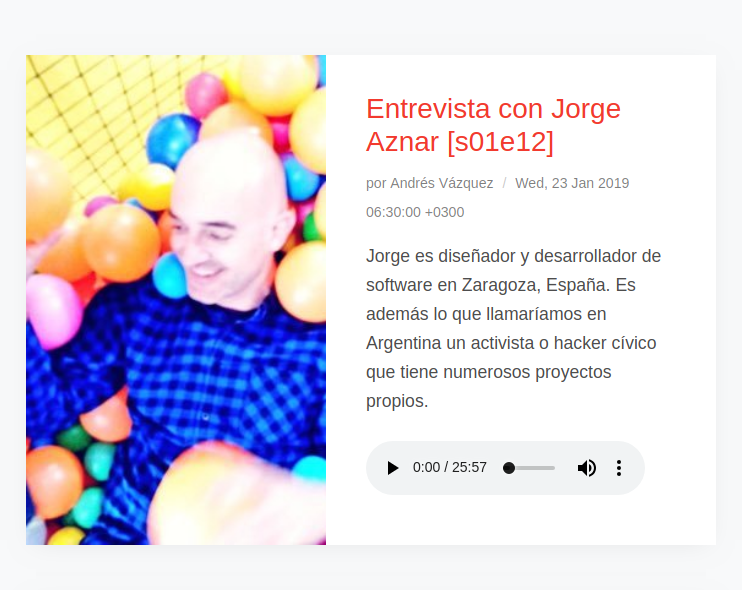 Entrevista con Jorge
Aznar [s01e12]
por Andrés Vázquez / Wed, 23 Jan 2019
06:30:00 +0300
Jorge es diseñador y desarrollador de
software en Zaragoza, España. Es
además lo que llamaríamos en
Argentina un activista o hacker cívico
que tiene numerosos proyectos
propios.
0:00 / 25:57